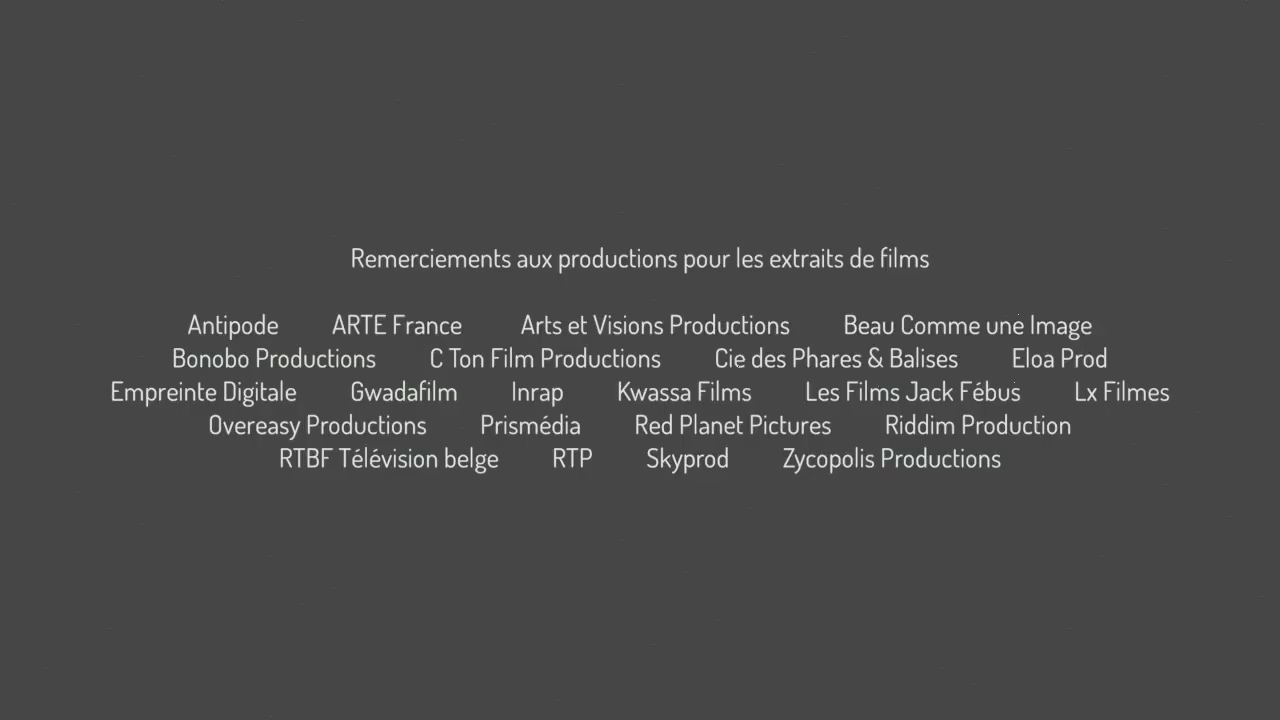 Remerciements aux productions pour les extraits de films
Antipode ARTE France Arts et Visions Productions Beau Comme une Image
Bonobo Productions C Ton Film Productions Cie des Phares & Balises Eloa Prod
Empreinte Digitale Gwadafilm Inrap Kwassa Films Les Films Jack Fébus Lx Filmes
Overeasy Productions Prismédia Red Planet Pictures Riddim Production
RTBF Télévision belge RTP Skyprod Zycopolis Productions